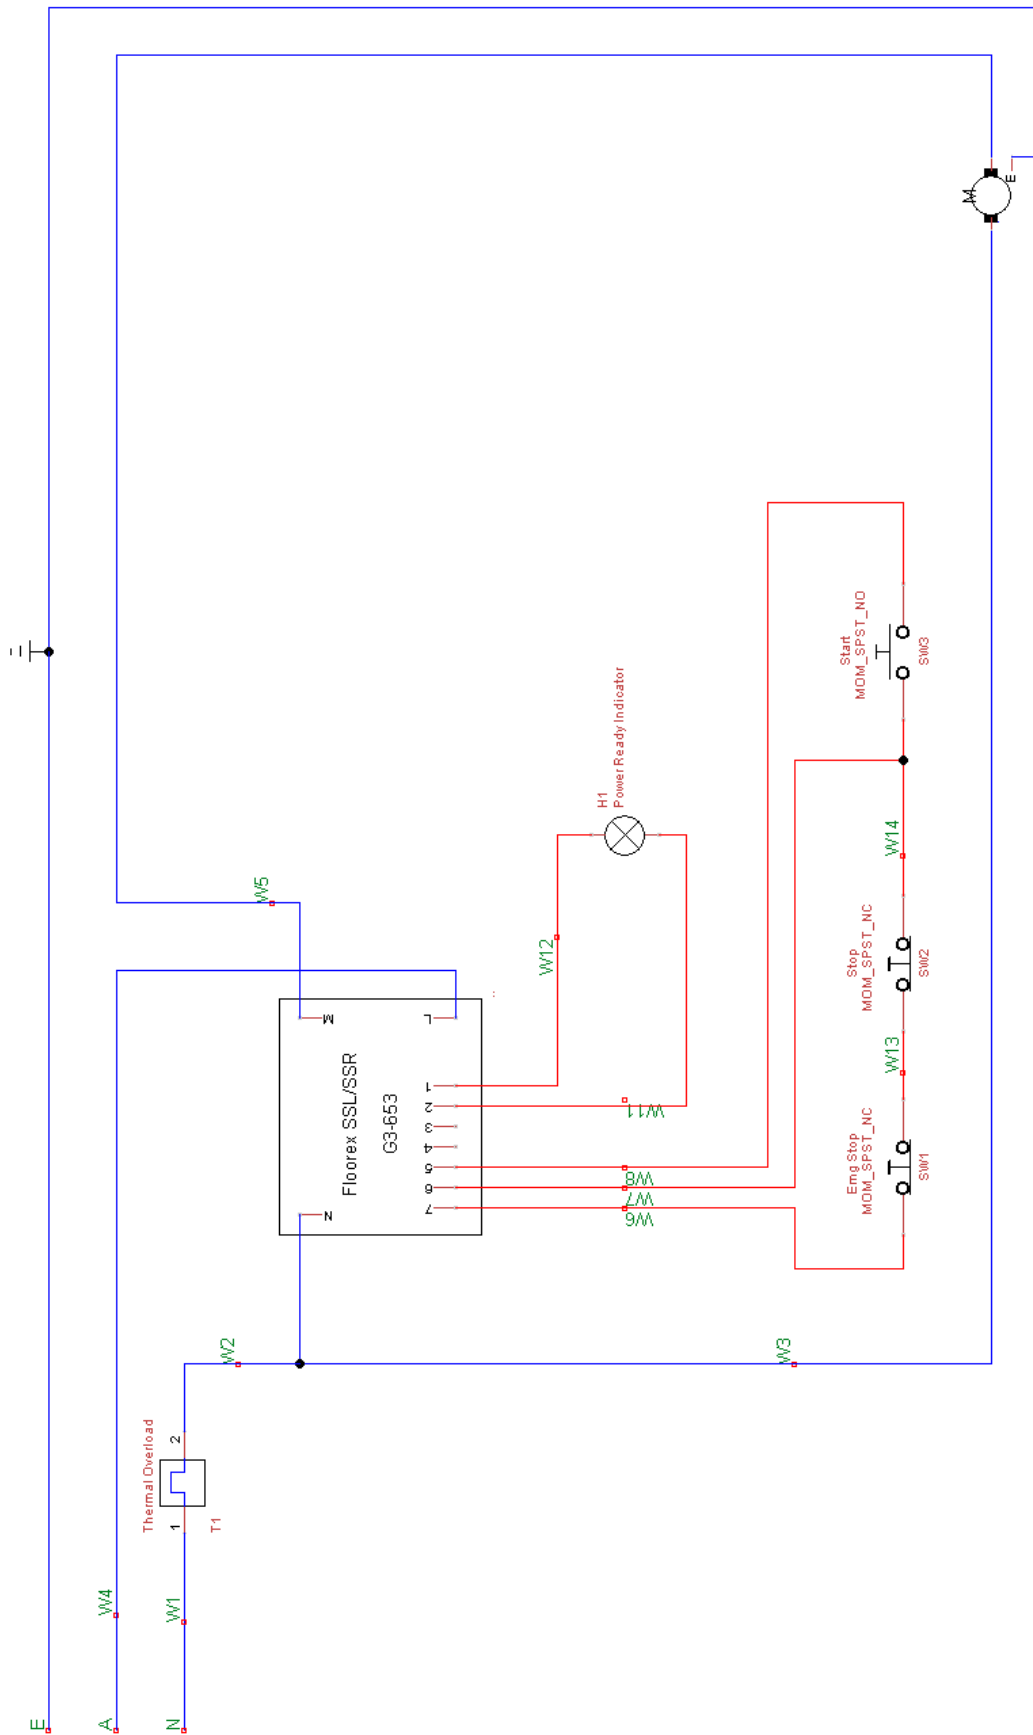 E
A
N
W4
W1
Thermal Overload
1
2
T1
W2
W3
W5
Floorex SSL/SSR
G3-653
M
L
N
1
2
3
4
5
6
7
W12
W11
W8
W7
W6
H1
Power Ready Indicator
Emg Stop
MOM_SPST_NC
SW1
W13
Stop
MOM_SPST_NC
SW2
W14
Start
MOM_SPST_NO
SW3
M
E